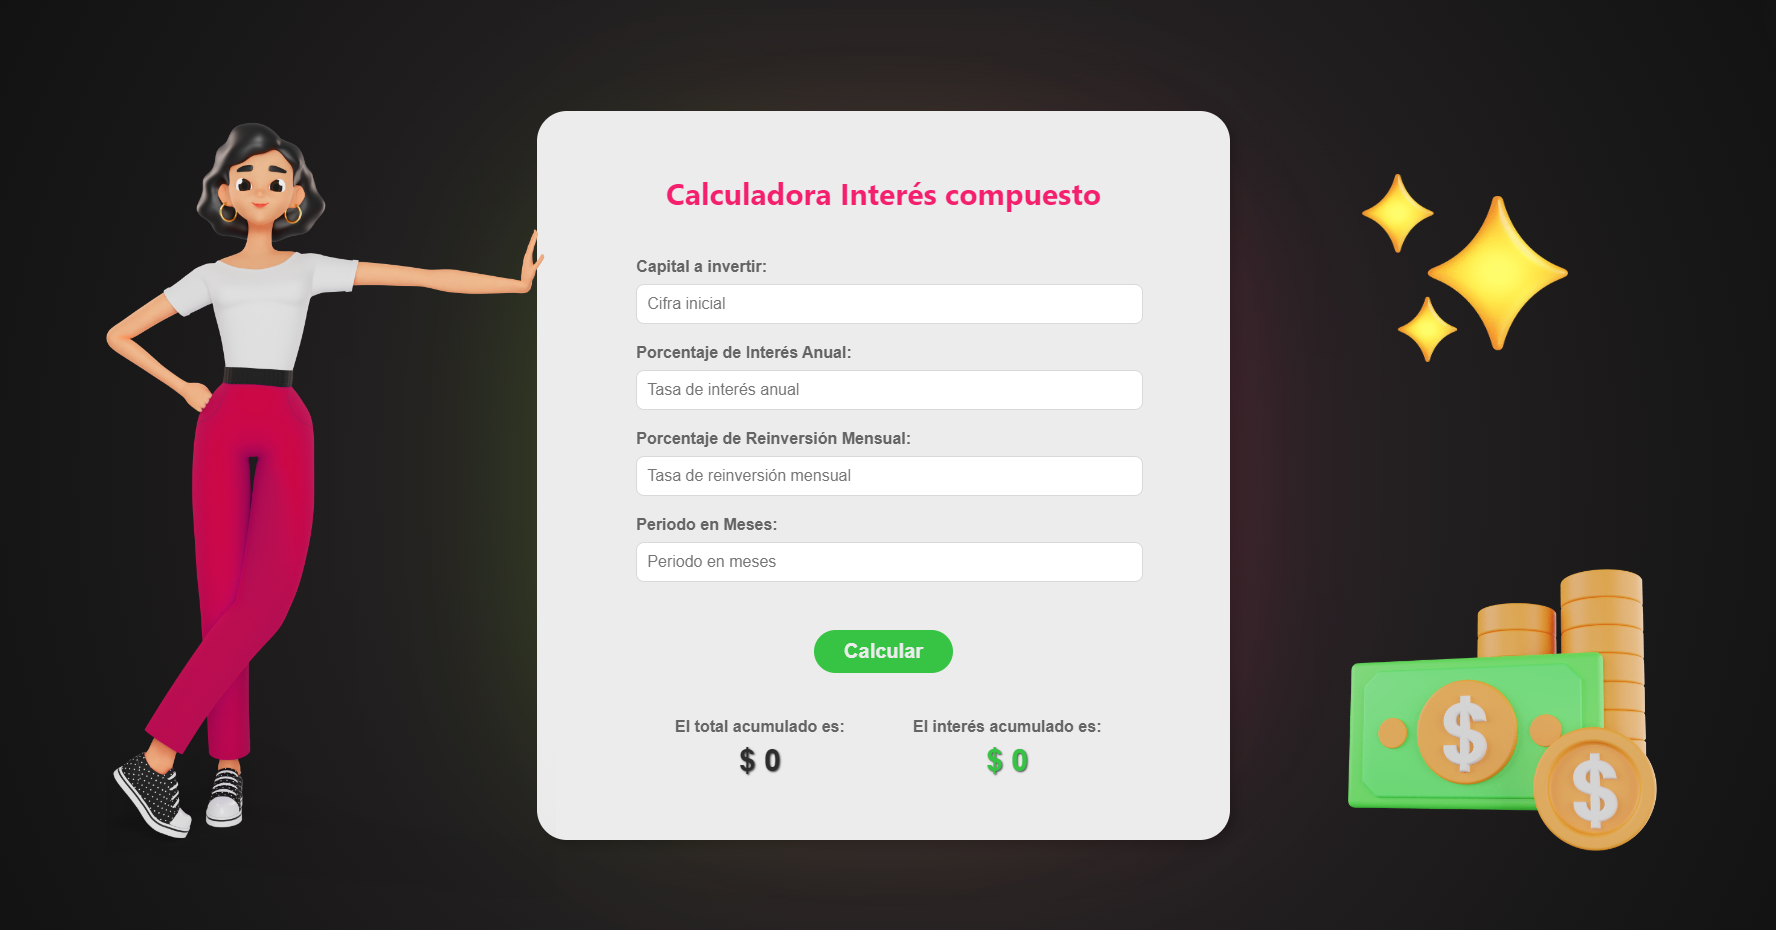 Calculadora Interés compuesto
Capital a invertir:
Cifra inicial
Porcentaje de Interés Anual:
Tasa de interés anual
Porcentaje de Reinversión Mensual:
Tasa de reinversión mensual
Periodo en Meses:
Periodo en meses
Calcular
El total acumulado es:
$ 0
El interés acumulado es:
$ 0
$
$